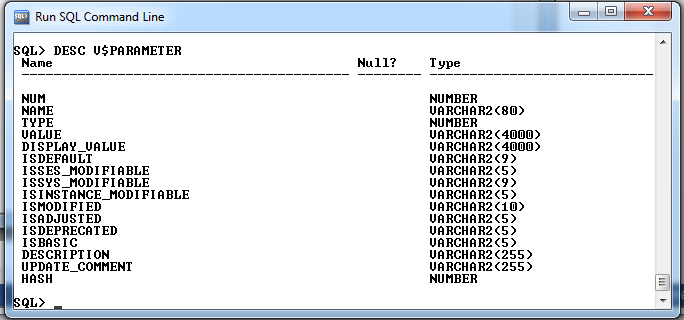 Run SQL Command Line
SQL> DESC V$PARAMETER
Name Null? Type
----------------------------------------- -------- ----------------------------
NUM NUMBER
NAME VARCHAR2(80)
TYPE NUMBER
VALUE VARCHAR2(4000)
DISPLAY_VALUE VARCHAR2(4000)
ISDEFAULT VARCHAR2(9)
ISSES_MODIFIABLE VARCHAR2(5)
ISSYS_MODIFIABLE VARCHAR2(9)
ISINSTANCE_MODIFIABLE VARCHAR2(5)
ISMODIFIED VARCHAR2(10)
ISADJUSTED VARCHAR2(5)
ISDEPRECATED VARCHAR2(5)
ISBASIC VARCHAR2(5)
DESCRIPTION VARCHAR2(255)
UPDATE_COMMENT VARCHAR2(255)
HASH NUMBER
SQL> _